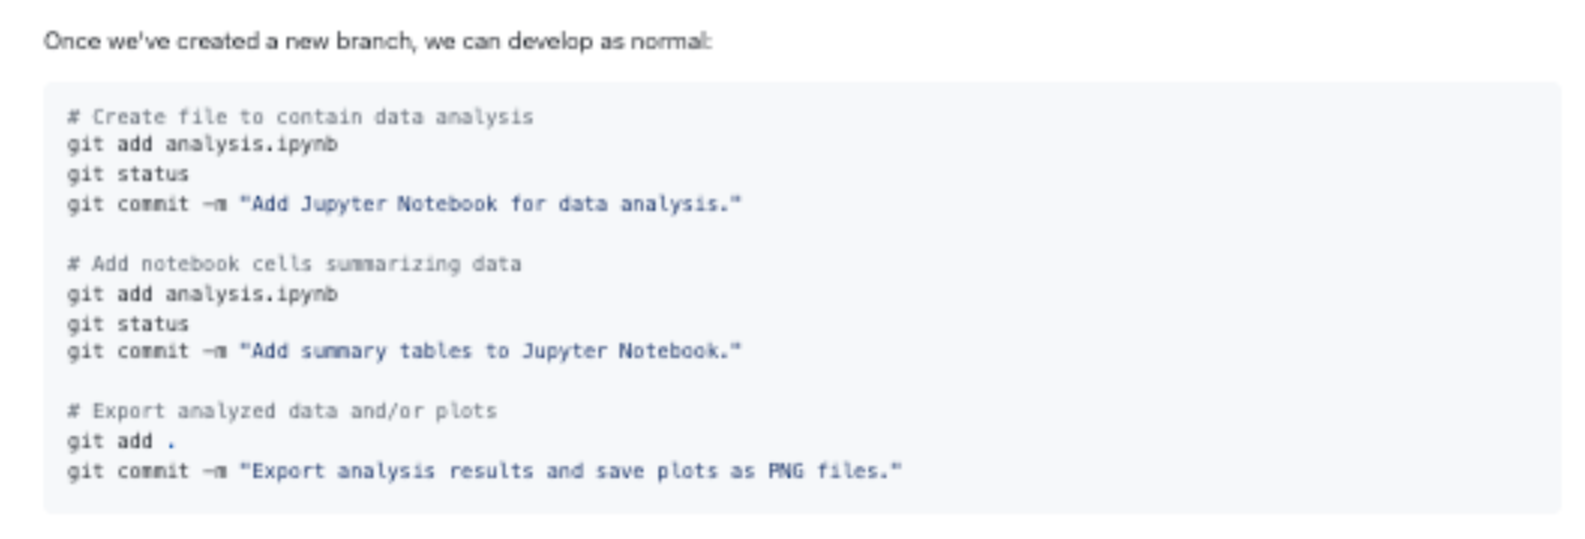 Once we've created a new branch, we can develop as normal:
# Create file to contain data analysis
git add analysis.ipynb
git status
git commit -m "Add Jupyter Notebook for data analysis."
# Add notebook cells summarizing data
git add analysis.ipynb
git status
git commit -m "Add summary tables to Jupyter Notebook."
# Export analyzed data and/or plots
git add .
git commit -m "Export analysis results and save plots as PNG files."